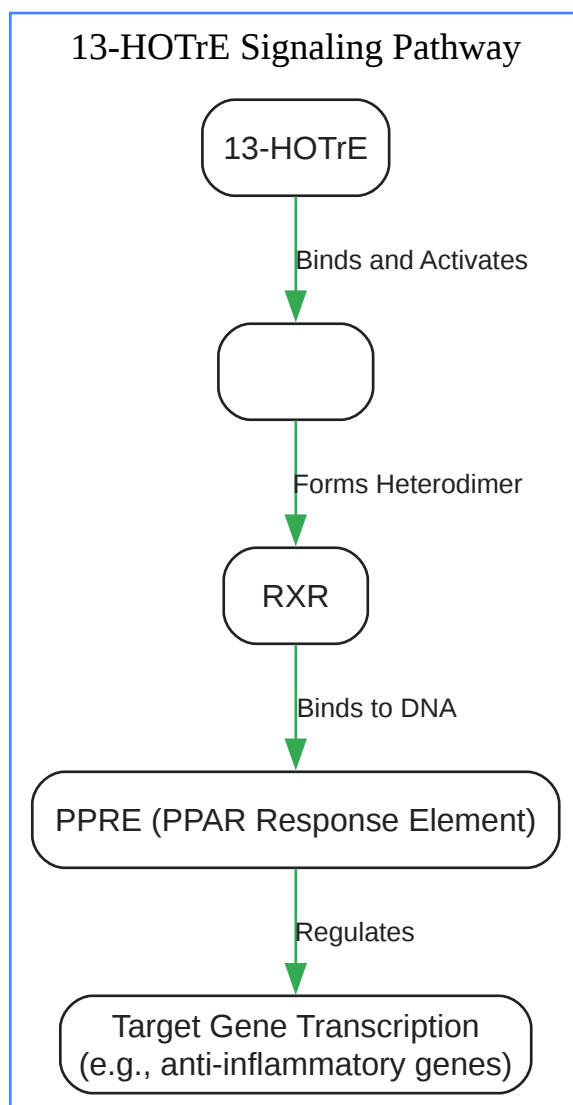 13-HOTrE Signaling Pathway
13-HOTrE
Binds and Activates
Forms Heterodimer
RXR
Binds to DNA
PPRE (PPAR Response Element)
Regulates
Target Gene Transcription
(e.g., anti-inflammatory genes)